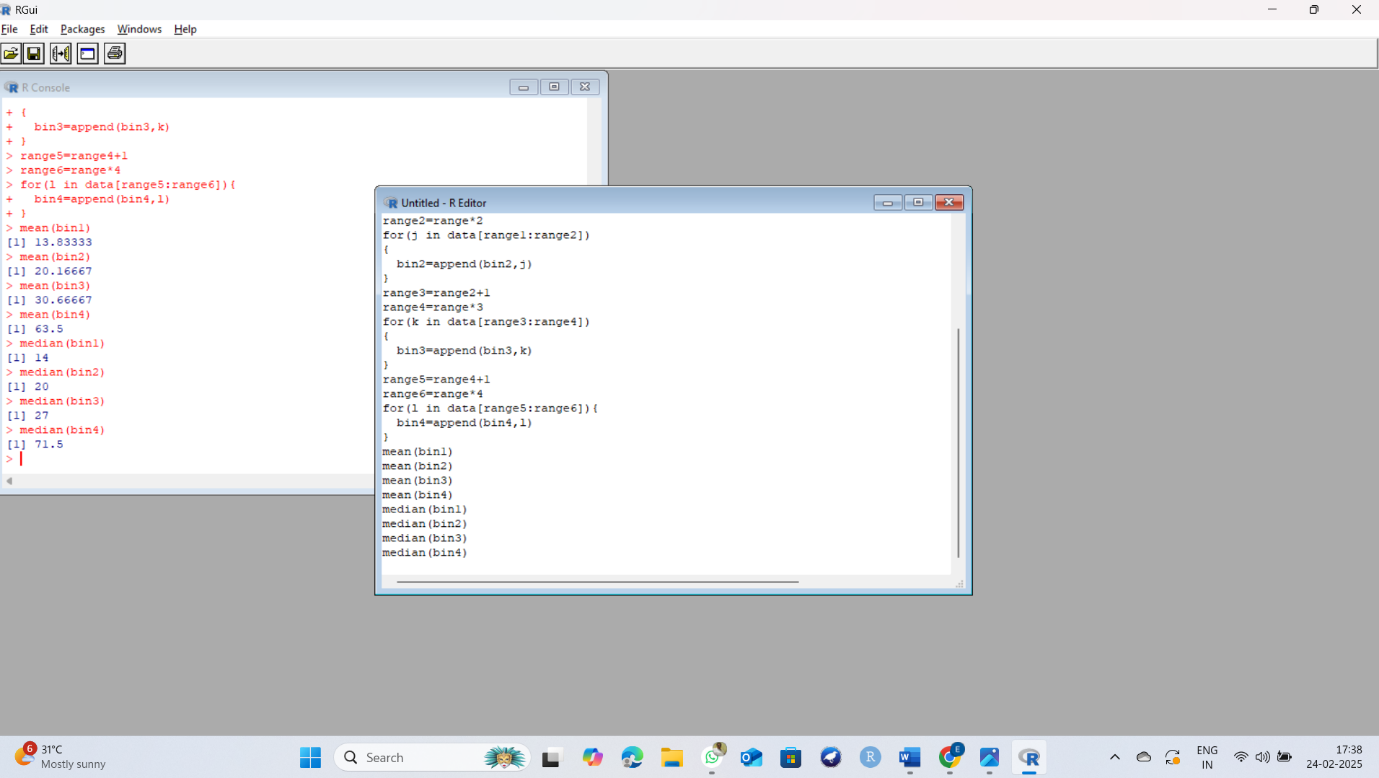 RGui
File Edit Packages Windows Help
R Console
+ {
+   bin3=append(bin3,k)
+ }
> range5=range4+1
> range6=range*4
> for(l in data[range5:range6]){
+   bin4=append(bin4,l)
+ }
> mean(bin1)
[1] 13.83333
> mean(bin2)
[1] 20.16667
> mean(bin3)
[1] 30.66667
> mean(bin4)
[1] 63.5
> median(bin1)
[1] 14
> median(bin2)
[1] 20
> median(bin3)
[1] 27
> median(bin4)
[1] 71.5
>
Untitled - R Editor
range2=range*2
for(j in data[range1:range2])
{
  bin2=append(bin2,j)
}
range3=range2+1
range4=range*3
for(k in data[range3:range4])
{
  bin3=append(bin3,k)
}
range5=range4+1
range6=range*4
for(l in data[range5:range6]){
  bin4=append(bin4,l)
}
mean(bin1)
mean(bin2)
mean(bin3)
mean(bin4)
median(bin1)
median(bin2)
median(bin3)
median(bin4)
6
31°C
Mostly sunny
Search
E
ENG
IN
17:38
24-02-2025